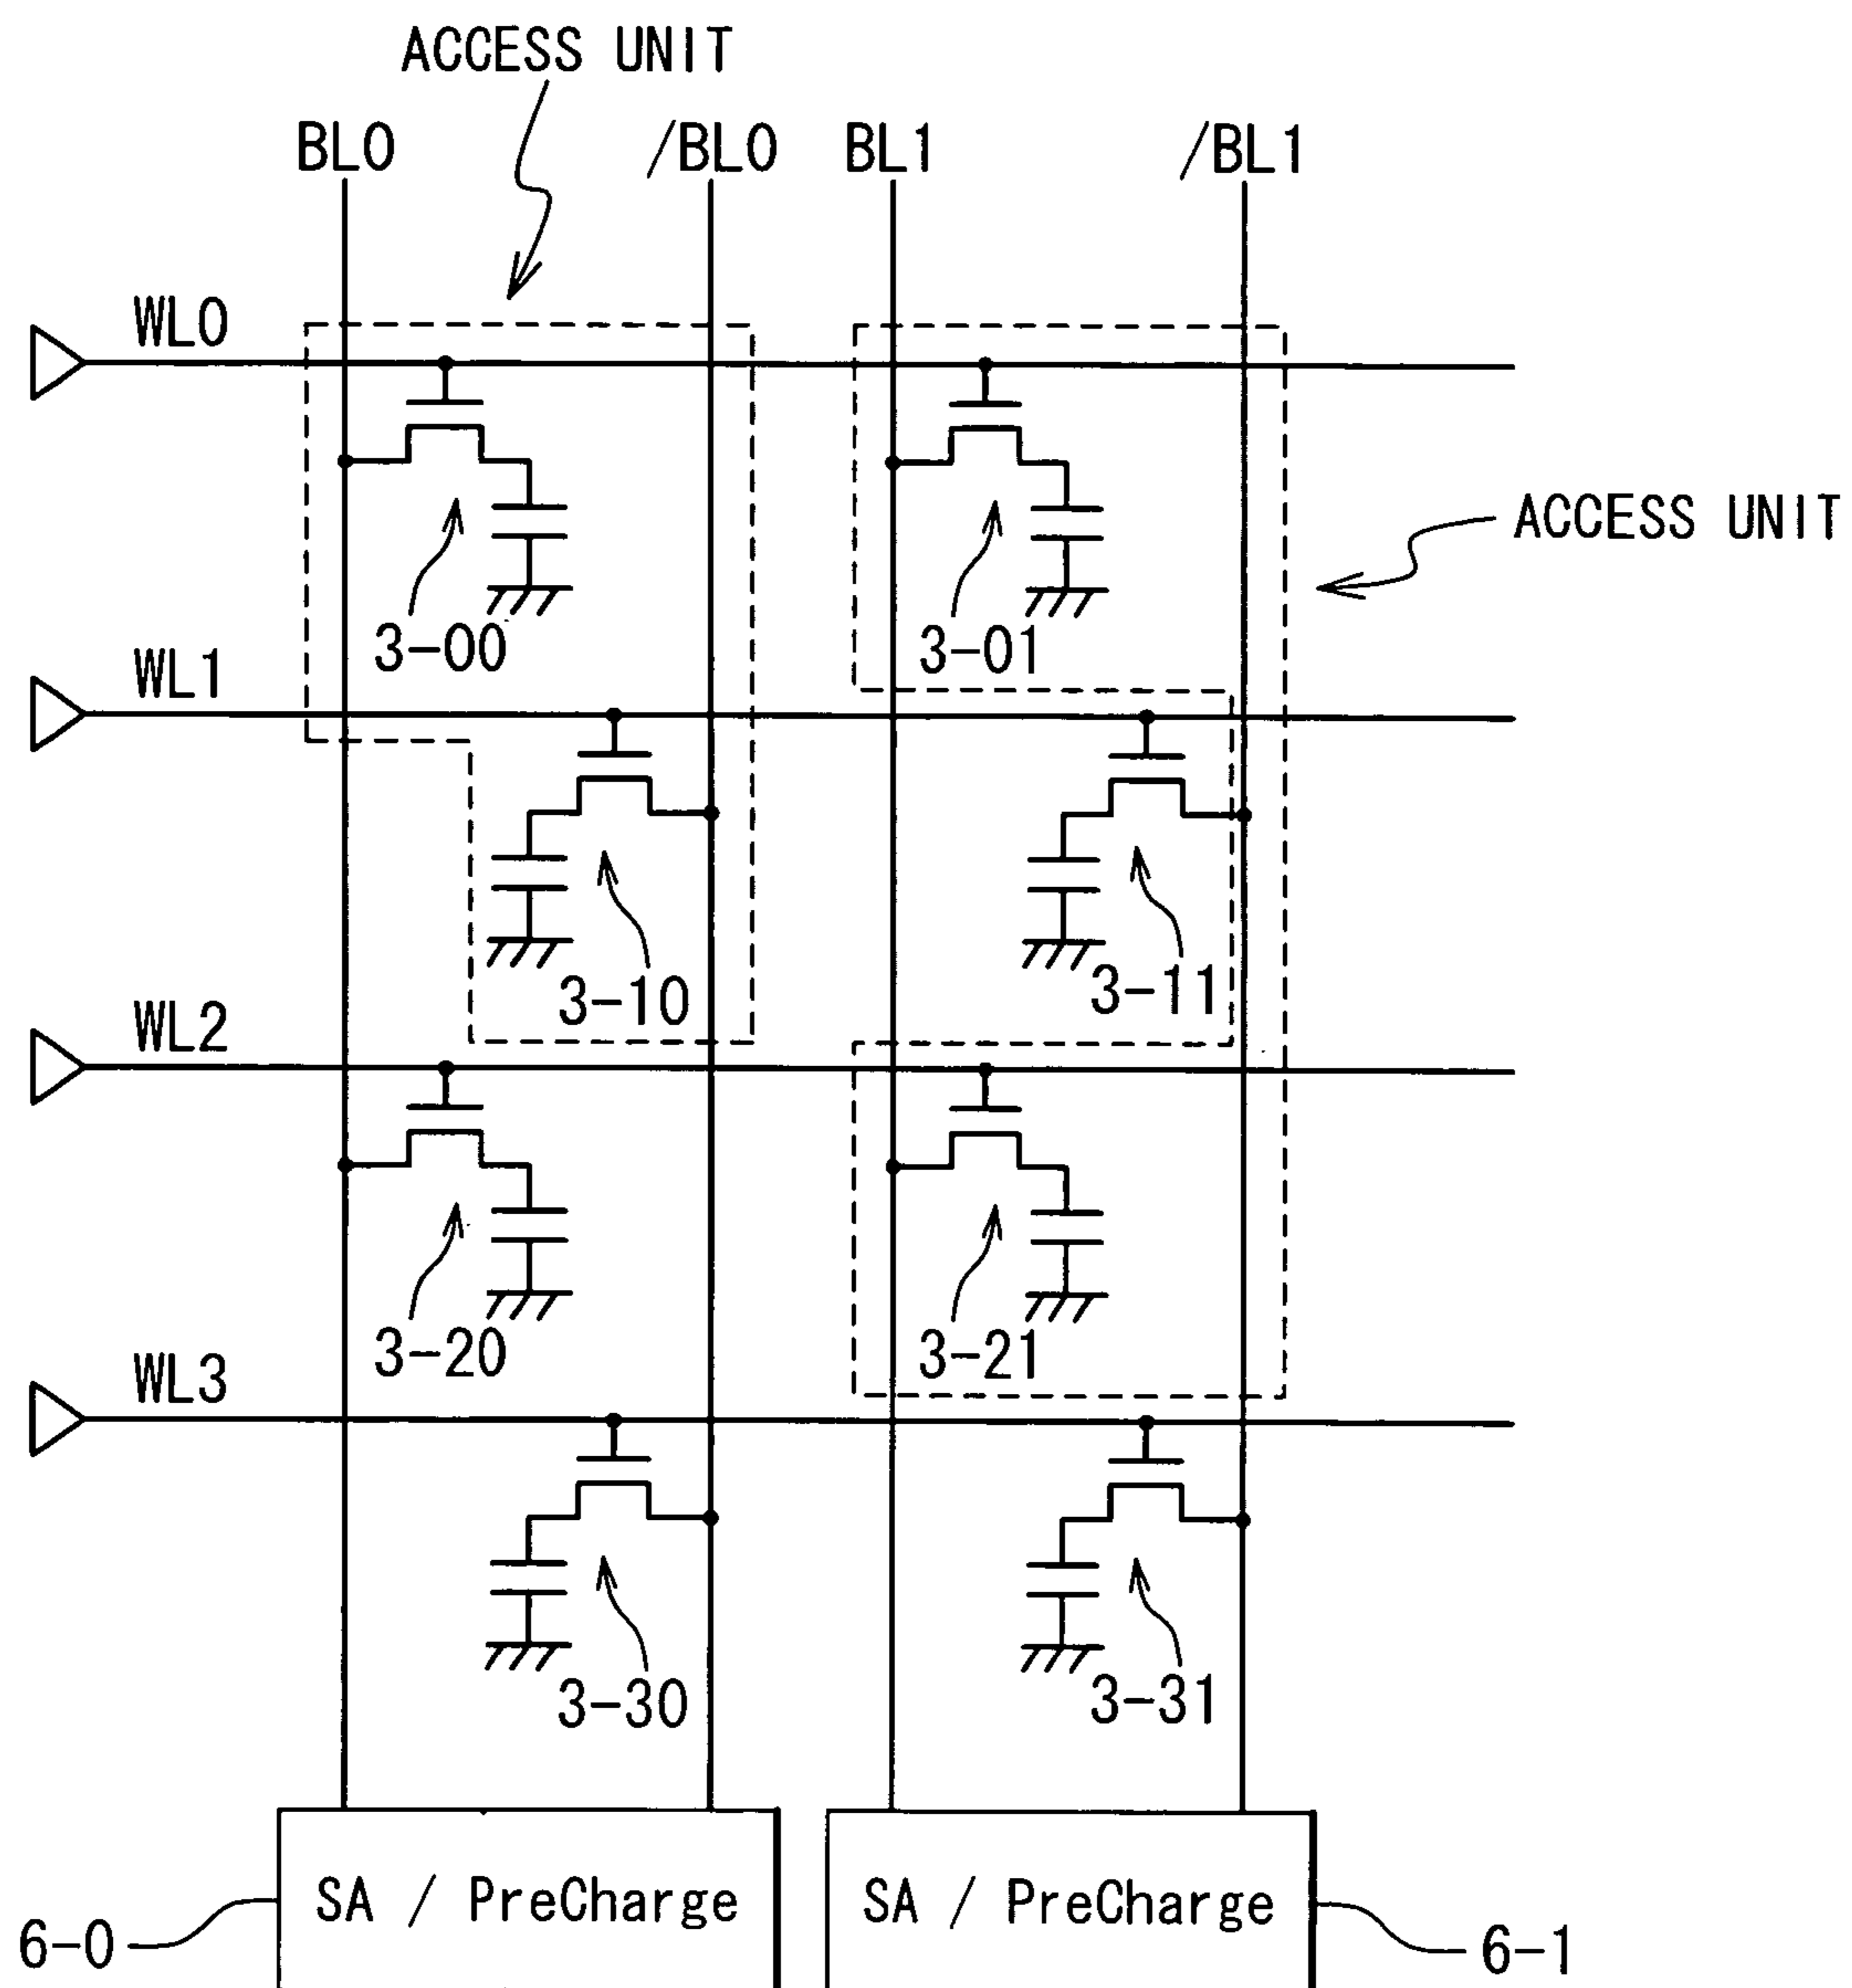 ACCESS UNIT
BL0
/BL0
BL1
/BL1
WL0
ACCESS UNIT
3-00
3-01
WL1
3-10
3-11
WL2
3-20
3-21
WL3
3-30
3-31
SA / PreCharge
SA / PreCharge
6-0
6-1